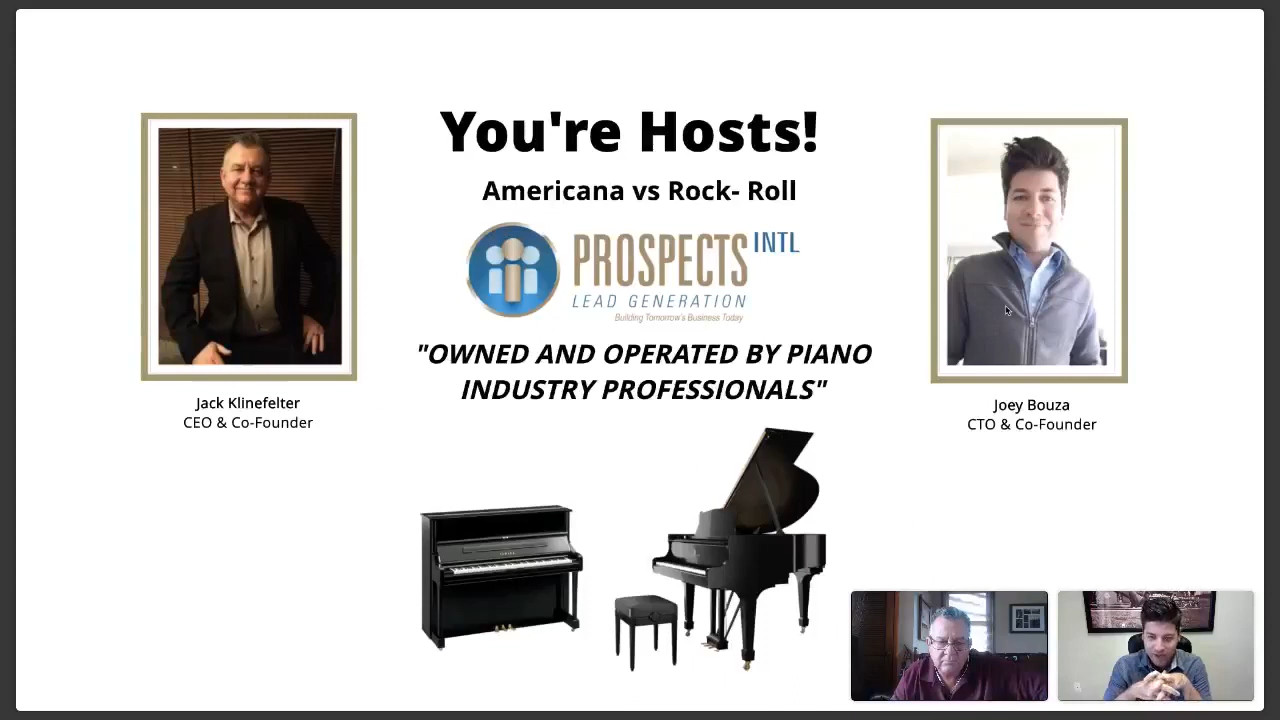 You're Hosts!
Americana vs Rock- Roll
PROSPECTS INTL
LEAD GENERATION
Building Tomorrow's Business Today
"OWNED AND OPERATED BY PIANO
INDUSTRY PROFESSIONALS"
Jack Klinefelter
CEO & Co-Founder
Joey Bouza
CTO & Co-Founder
YAMAHA